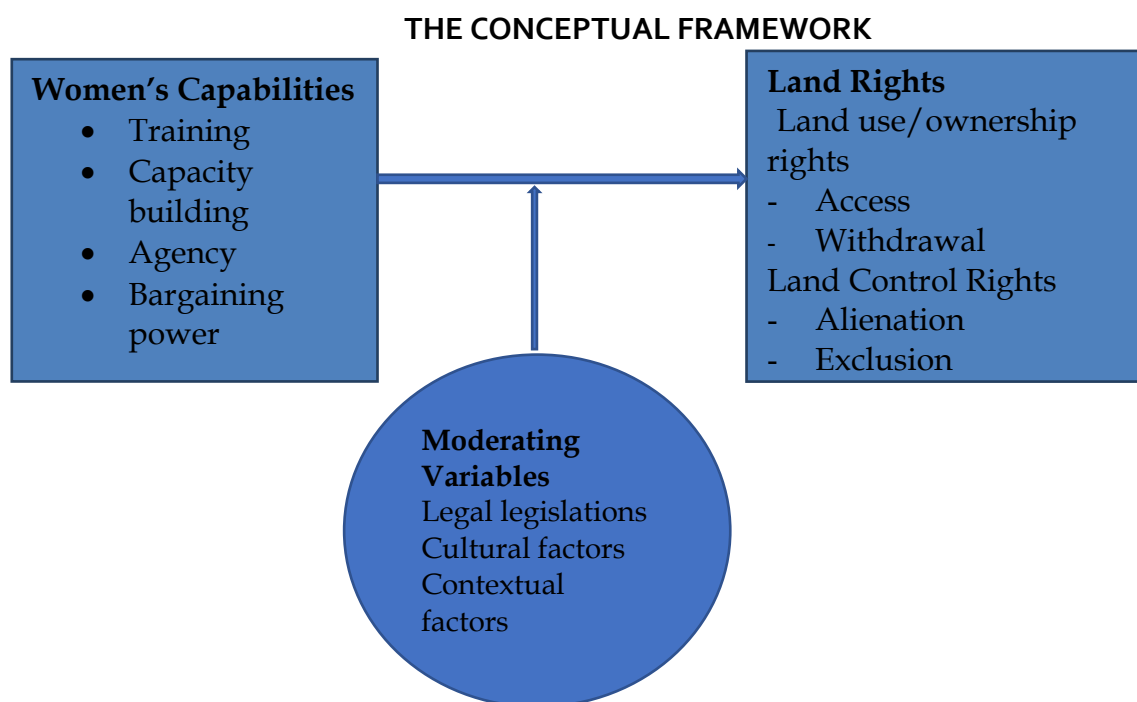 THE CONCEPTUAL FRAMEWORK
Women’s Capabilities
• Training
• Capacity
building
• Agency
• Bargaining
power
Land Rights
Land use/ownership
rights
- Access
- Withdrawal
Land Control Rights
- Alienation
- Exclusion
Moderating
Variables
Legal legislations
Cultural factors
Contextual
factors